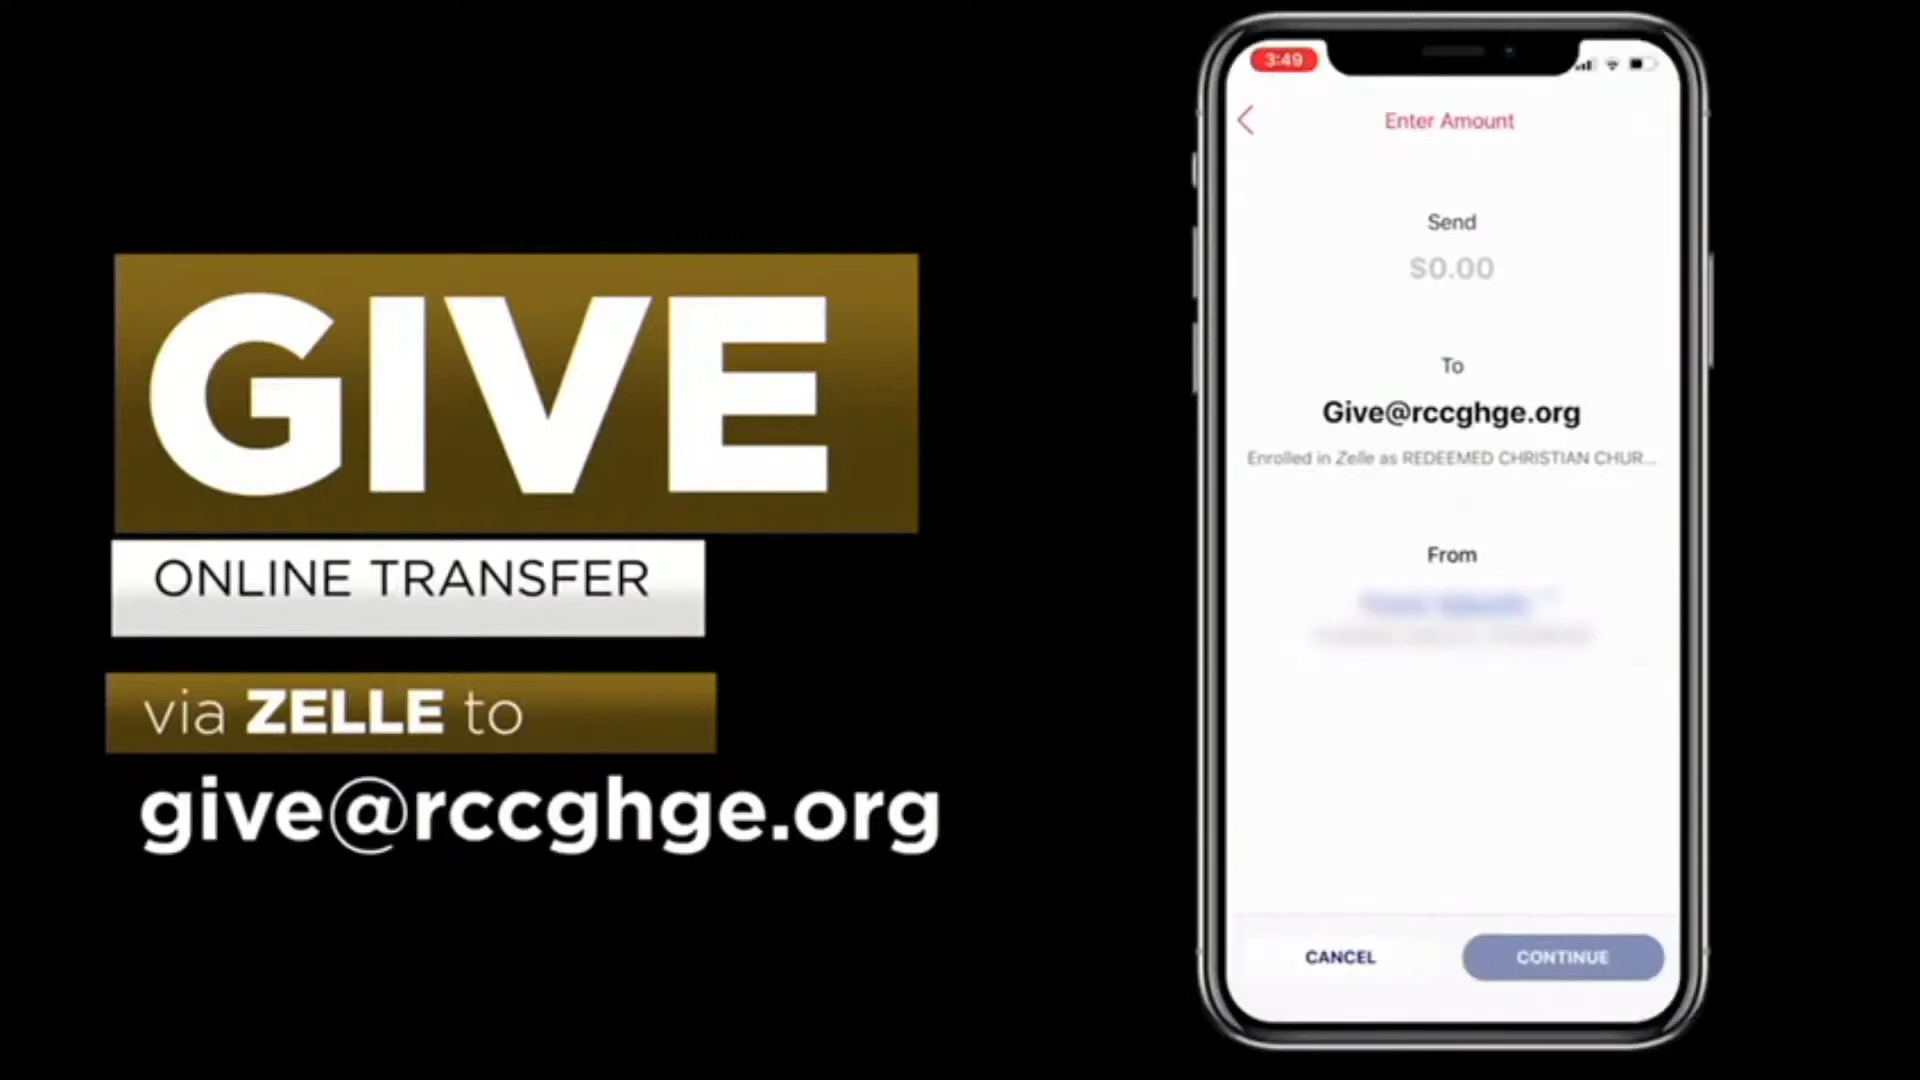 GIVE
ONLINE TRANSFER
via ZELLE to
give@rccghge.org
3:49
Enter Amount
Send
$0.00
To
Give@rccghge.org
Enrolled in Zelle as REDEEMED CHRISTIAN CHUR...
From
CANCEL
CONTINUE